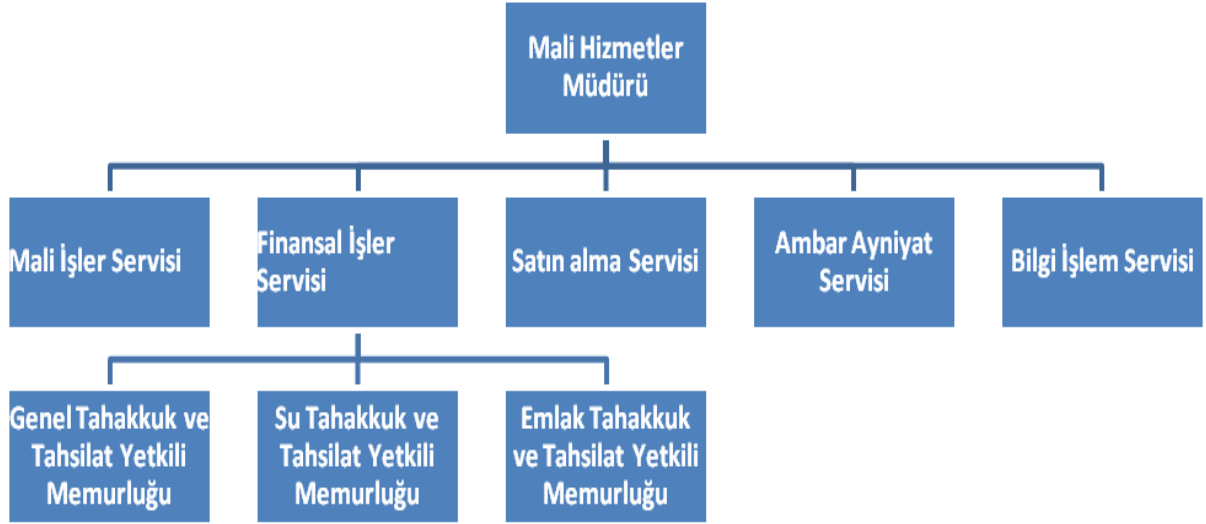 Mali Hizmetler
Müdürü
Mali İşler Servisi
Finansal İşler
Servisi
Satın alma Servisi
Ambar Ayniyat
Servisi
Bilgi İşlem Servisi
Genel Tahakkuk ve
Tahsilat Yetkili
Memurluğu
Su Tahakkuk ve
Tahsilat Yetkili
Memurluğu
Emlak Tahakkuk
ve Tahsilat Yetkili
Memurluğu